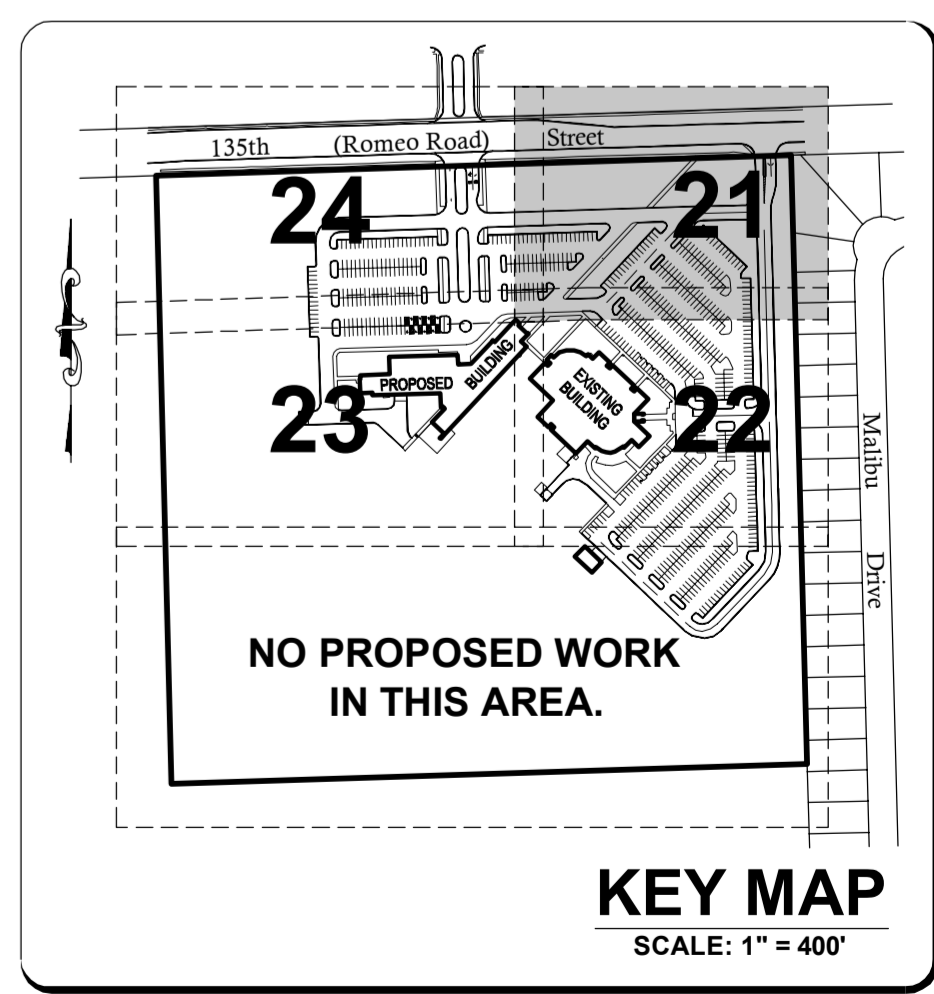 135th (Romeo Road) Street
24
21
PROPOSED BUILDING
EXISTING
BUILDING
23
22
Malibu Drive
NO PROPOSED WORK
IN THIS AREA.
KEY MAP
SCALE: 1" = 400'